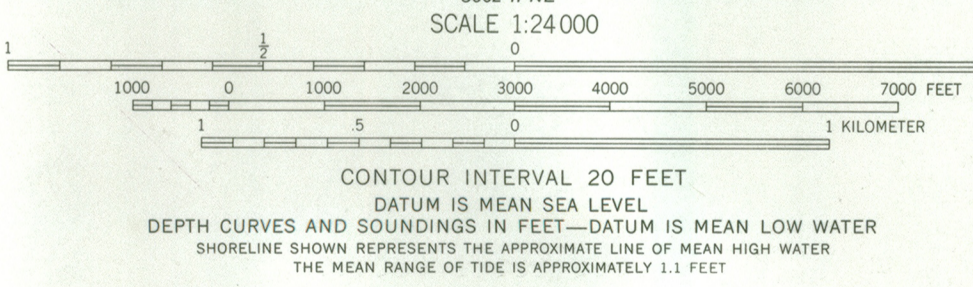 SCALE 1:24 000
1 1/2 0
1000 0 1000 2000 3000 4000 5000 6000 7000 FEET
1 .5 0 1 KILOMETER
CONTOUR INTERVAL 20 FEET
DATUM IS MEAN SEA LEVEL
DEPTH CURVES AND SOUNDINGS IN FEET—DATUM IS MEAN LOW WATER
SHORELINE SHOWN REPRESENTS THE APPROXIMATE LINE OF MEAN HIGH WATER
THE MEAN RANGE OF TIDE IS APPROXIMATELY 1.1 FEET